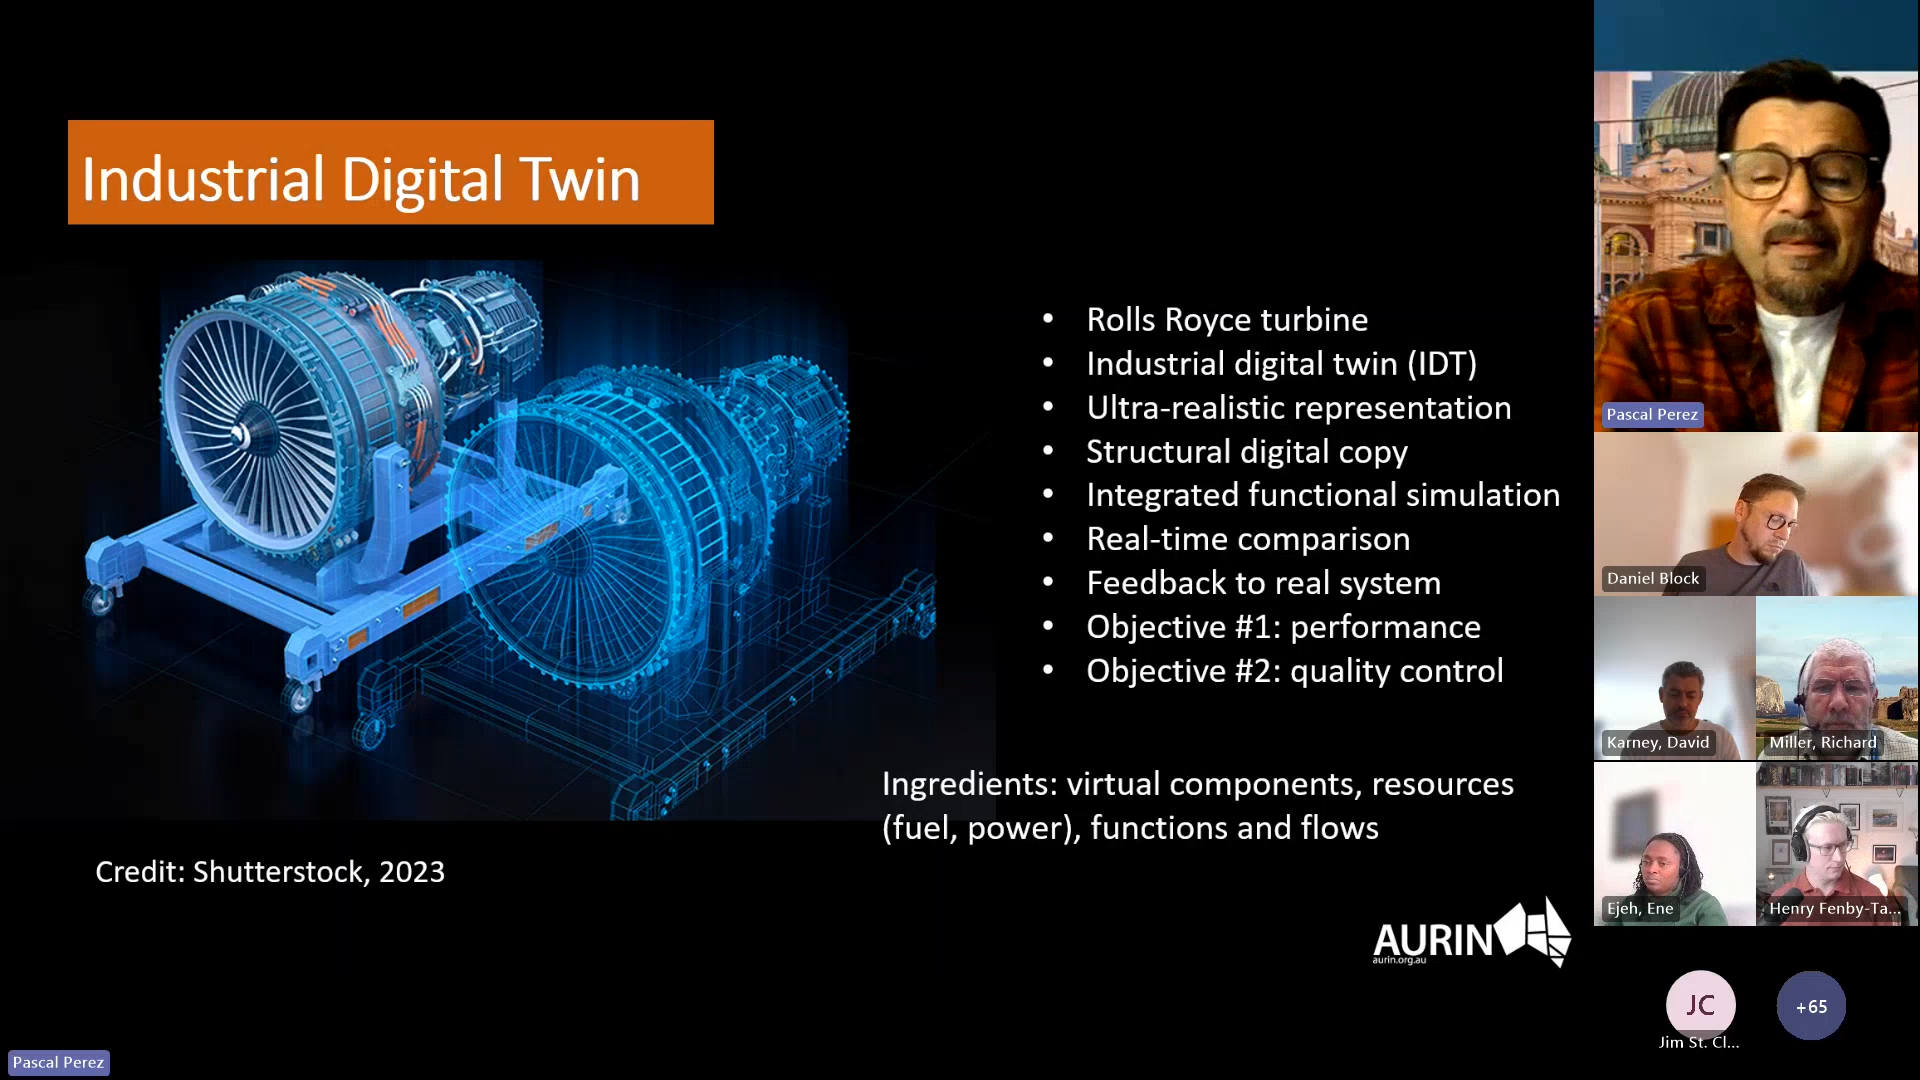 Industrial Digital Twin
• Rolls Royce turbine
• Industrial digital twin (IDT)
• Ultra-realistic representation
• Structural digital copy
• Integrated functional simulation
• Real-time comparison
• Feedback to real system
• Objective #1: performance
• Objective #2: quality control
Ingredients: virtual components, resources
(fuel, power), functions and flows
Credit: Shutterstock, 2023
AURIN
aurin.org.au
Pascal Perez
Pascal Perez
Daniel Block
Karney, David
Miller, Richard
Ejeh, Ene
Henry Fenby-Ta...
JC
Jim St. Cl...
+65